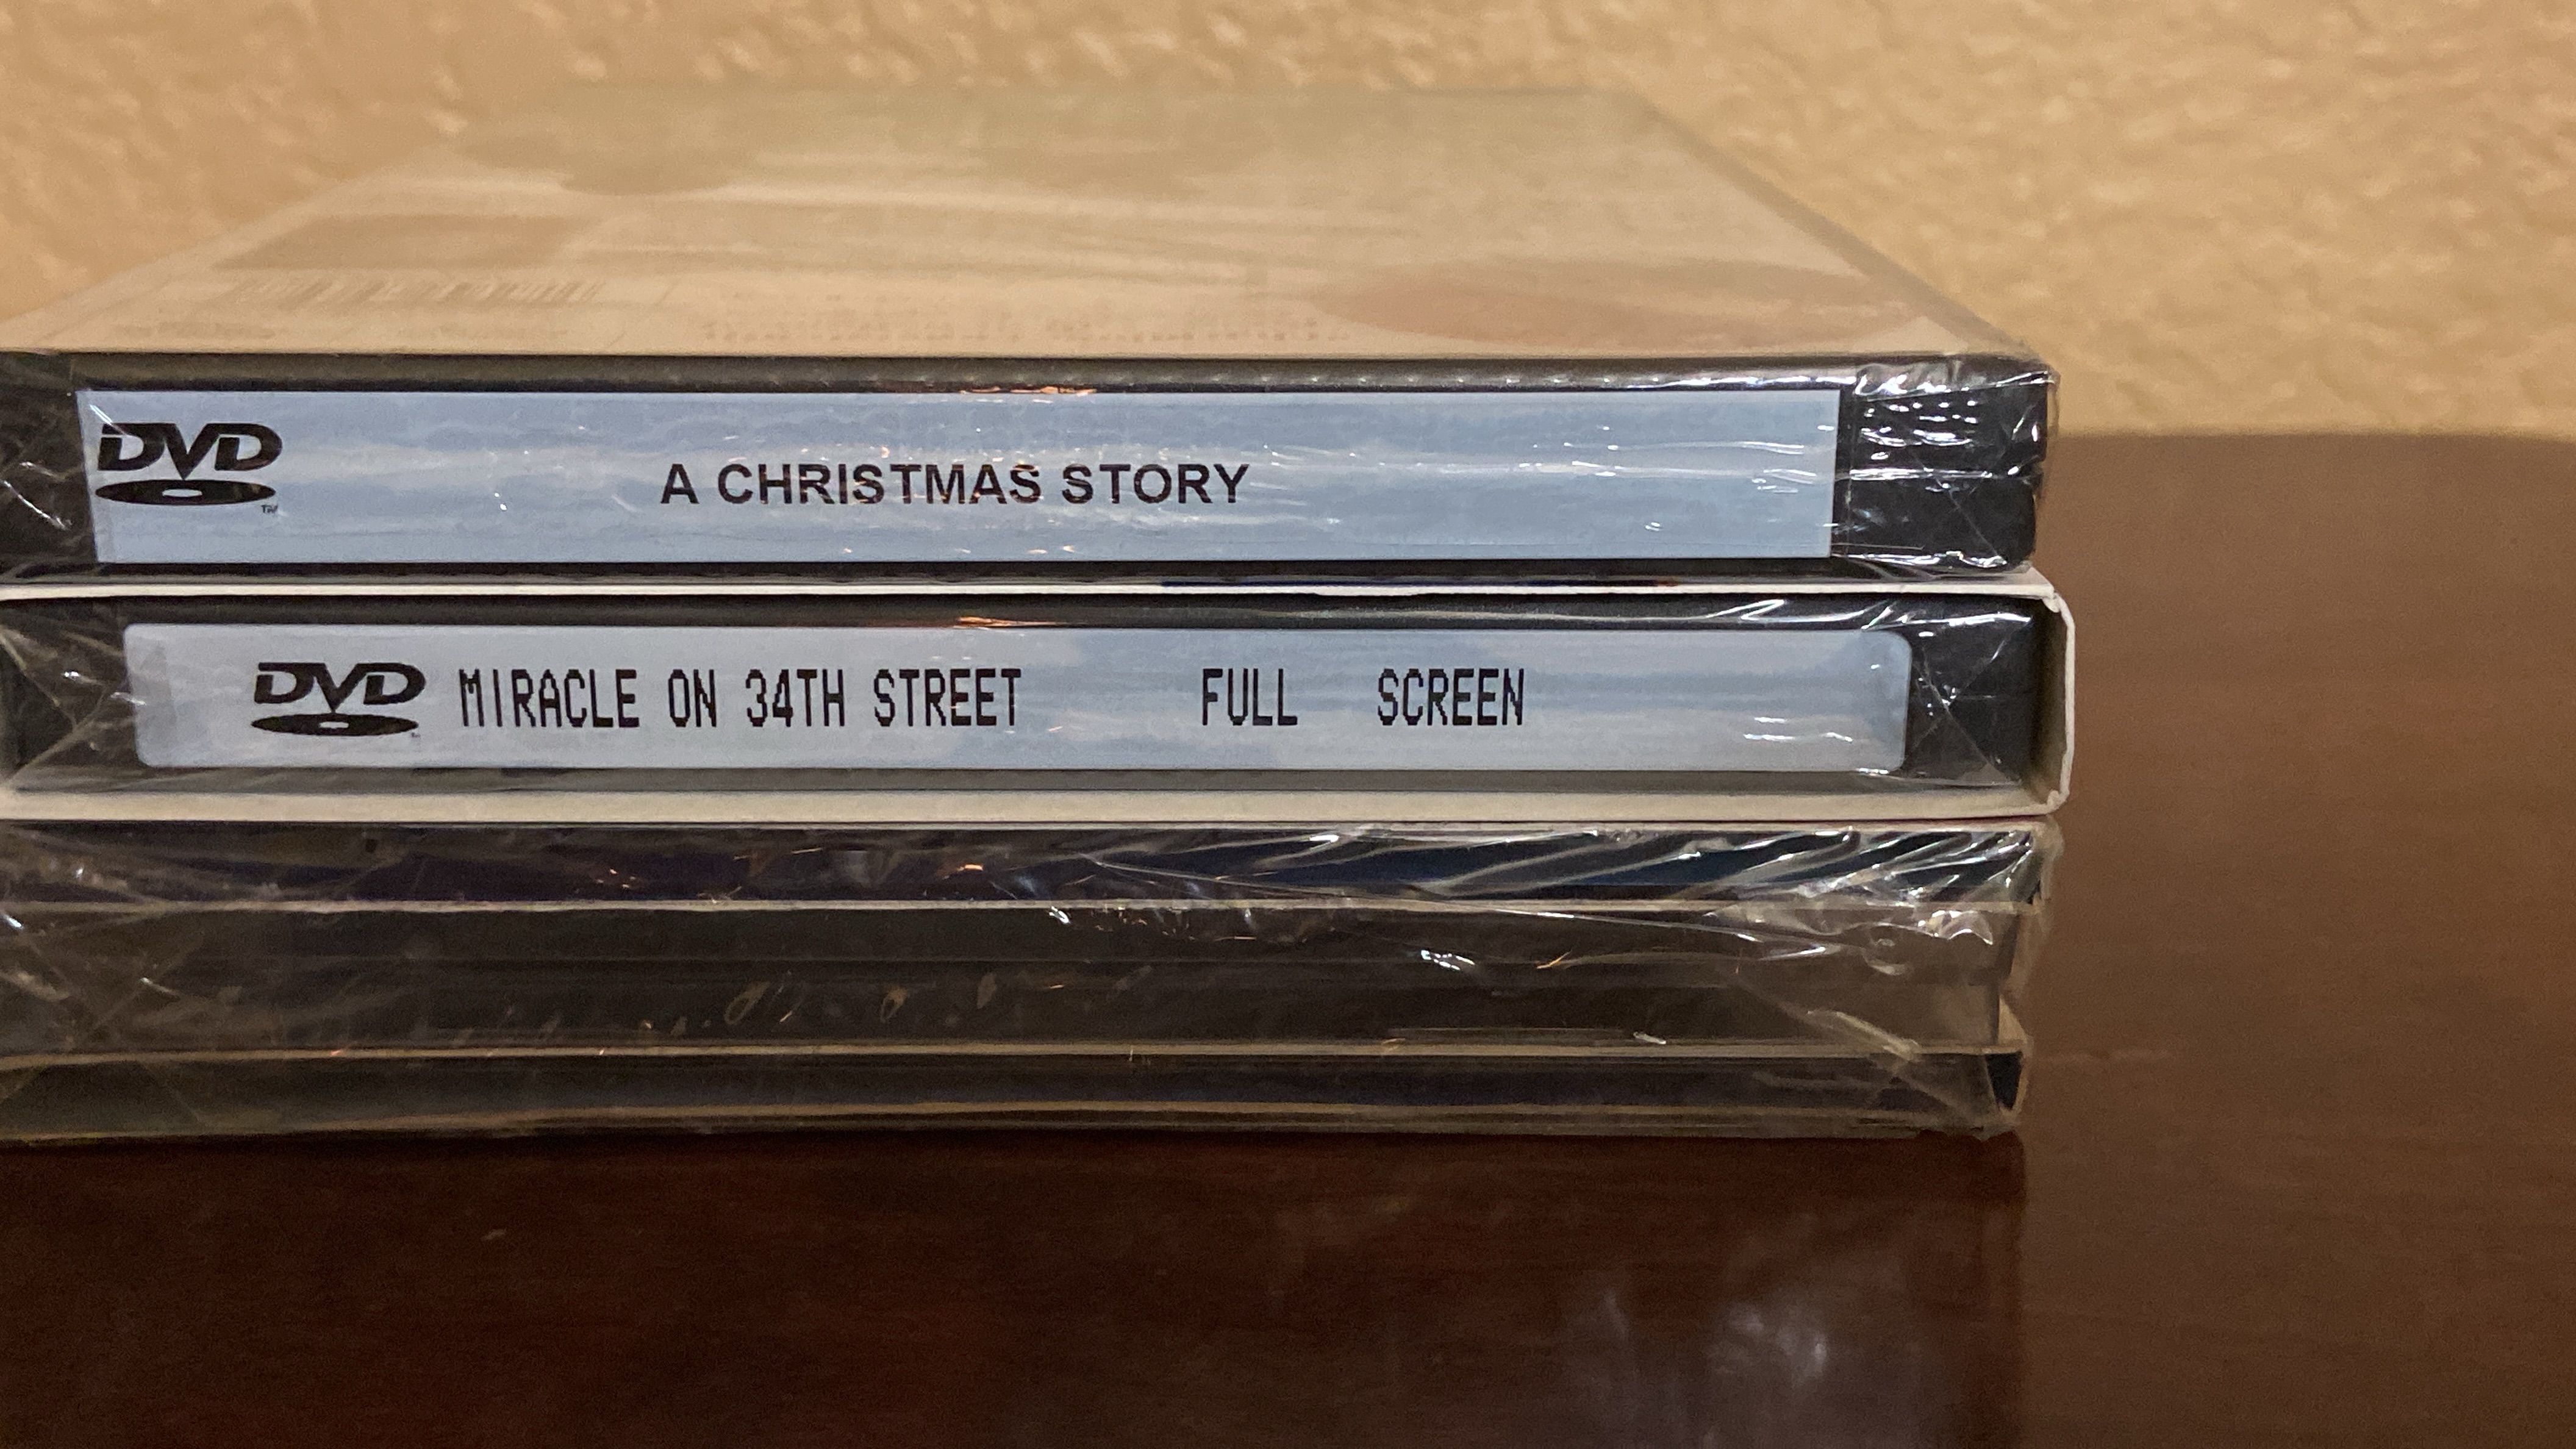 DVD
A CHRISTMAS STORY
DVD MIRACLE ON 34TH STREET FULL SCREEN